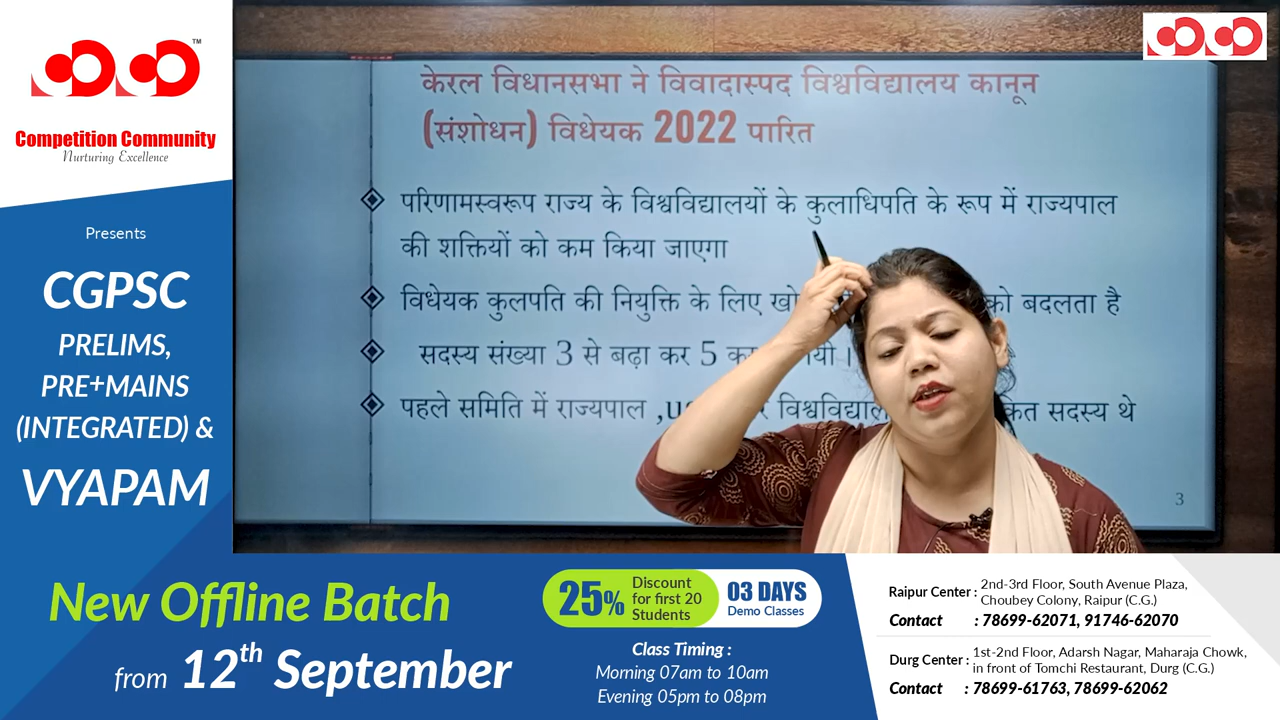 TM
Competition Community
Nurturing Excellence
Presents
CGPSC
PRELIMS,
PRE+MAINS
(INTEGRATED) &
VYAPAM
केरल विधानसभा ने विवादास्पद विश्वविद्यालय कानून
(संशोधन) विधेयक 2022 पारित
परिणामस्वरूप राज्य के विश्वविद्यालयों के कुलाधिपति के रूप में राज्यपाल
की शक्तियों को कम किया जाएगा
विधेयक कुलपति की नियुक्ति के लिए को बदलता है
सदस्य संख्या 3 से बढ़ा कर 5
पहले समिति में राज्यपाल , सदस्य थे
3
New Offline Batch
from 12th September
25% Discount for first 20 Students
03 DAYS
Demo Classes
Class Timing :
Morning 07am to 10am
Evening 05pm to 08pm
Raipur Center : 2nd-3rd Floor, South Avenue Plaza,
Choubey Colony, Raipur (C.G.)
Contact : 78699-62071, 91746-62070
Durg Center : 1st-2nd Floor, Adarsh Nagar, Maharaja Chowk,
in front of Tomchi Restaurant, Durg (C.G.)
Contact : 78699-61763, 78699-62062